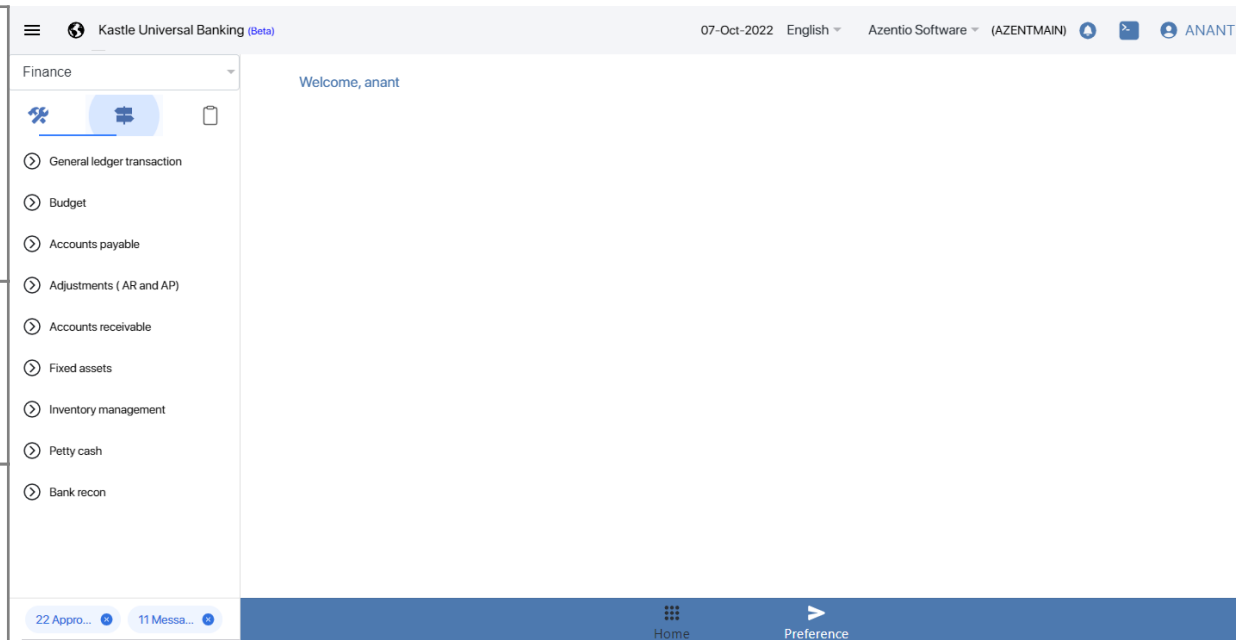 Kastle Universal Banking (Beta) 07-Oct-2022 English Azentio Software (AZENTMAIN) ANANT
Finance
Welcome, anant
General ledger transaction
Budget
Accounts payable
Adjustments ( AR and AP)
Accounts receivable
Fixed assets
Inventory management
Petty cash
Bank recon
22 Appro... 11 Messa...
Home Preference